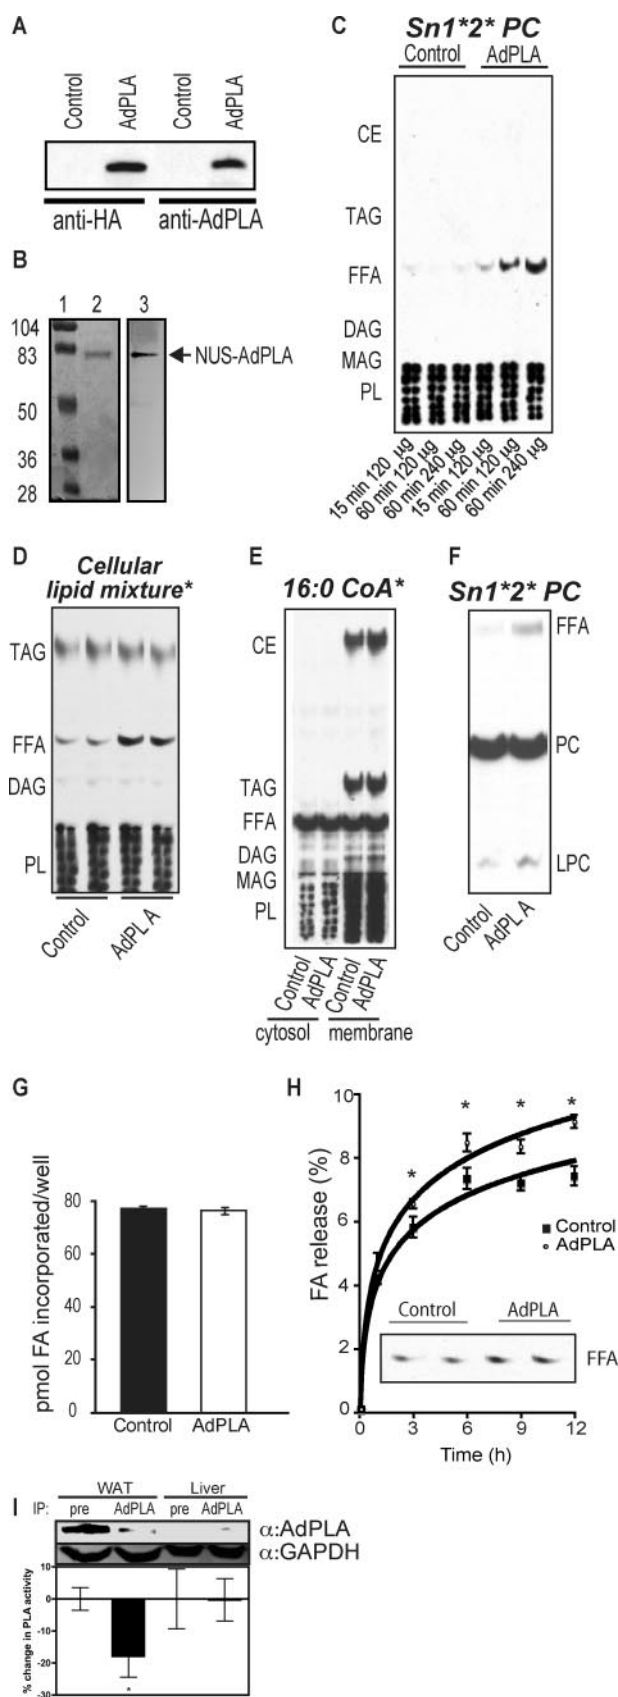 A
Control
AdPLA
Control
AdPLA
anti-HA
anti-AdPLA
B
1 2 3
104
83
50
36
28
NUS-AdPLA
C
Sn1*2* PC
Control AdPLA
CE
TAG
FFA
DAG
MAG
PL
15 min 120 µg
60 min 120 µg
60 min 240 µg
15 min 120 µg
60 min 120 µg
60 min 240 µg
D
Cellular
lipid mixture*
TAG
FFA
DAG
PL
Control
AdPLA
E
16:0 CoA*
CE
TAG
FFA
DAG
MAG
PL
Control
AdPLA
Control
AdPLA
cytosol membrane
F
Sn1*2* PC
FFA
PC
LPC
Control
AdPLA
G
pmol FA incorporated/well
80
60
40
20
0
Control AdPLA
H
FA release (%)
10
8
6
4
2
0
* * * *
Control
AdPLA
Control AdPLA
FFA
0 3 6 9 12
Time (h)
I
WAT Liver
IP: pre AdPLA pre AdPLA
α:AdPLA
α:GAPDH
% change in PLA activity
10
0
-10
-20
-30
*